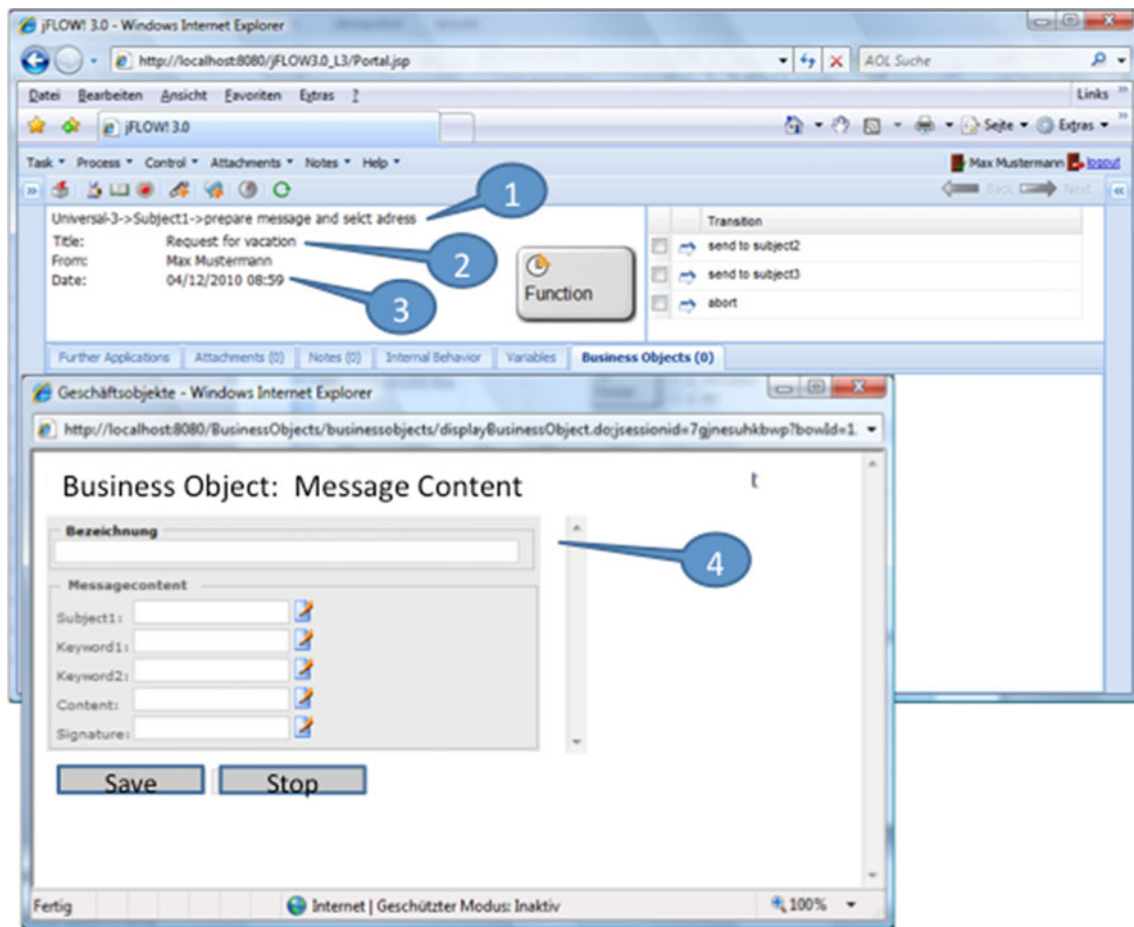 jFLOW! 3.0 - Windows Internet Explorer
http://localhost:8080/jFLOW3.0_L3/Portal.jsp
AOL Suche
Datei Bearbeiten Ansicht Favoriten Extras ?
Links »
jFLOW! 3.0
Seite Extras »
Task Process Control Attachments Notes Help
Max Mustermann logout
Back Next
1
Universal-3->Subject1->prepare message and selct adress
Title: Request for vacation
From: Max Mustermann
Date: 04/12/2010 08:59
2
3
Function
Transition
send to subject2
send to subject3
abort
Further Applications Attachments (0) Notes (0) Internal Behavior Variables Business Objects (0)
Geschäftsobjekte - Windows Internet Explorer
http://localhost:8080/BusinessObjects/businessobjects/displayBusinessObject.do;jsessionid=7gjnesuhkbwp?bowId=1.
Business Object: Message Content
t
Bezeichnung
4
Messagecontent
Subject1:
Keyword1:
Keyword2:
Content:
Signature:
Save Stop
Fertig
Internet | Geschützter Modus: Inaktiv
100%